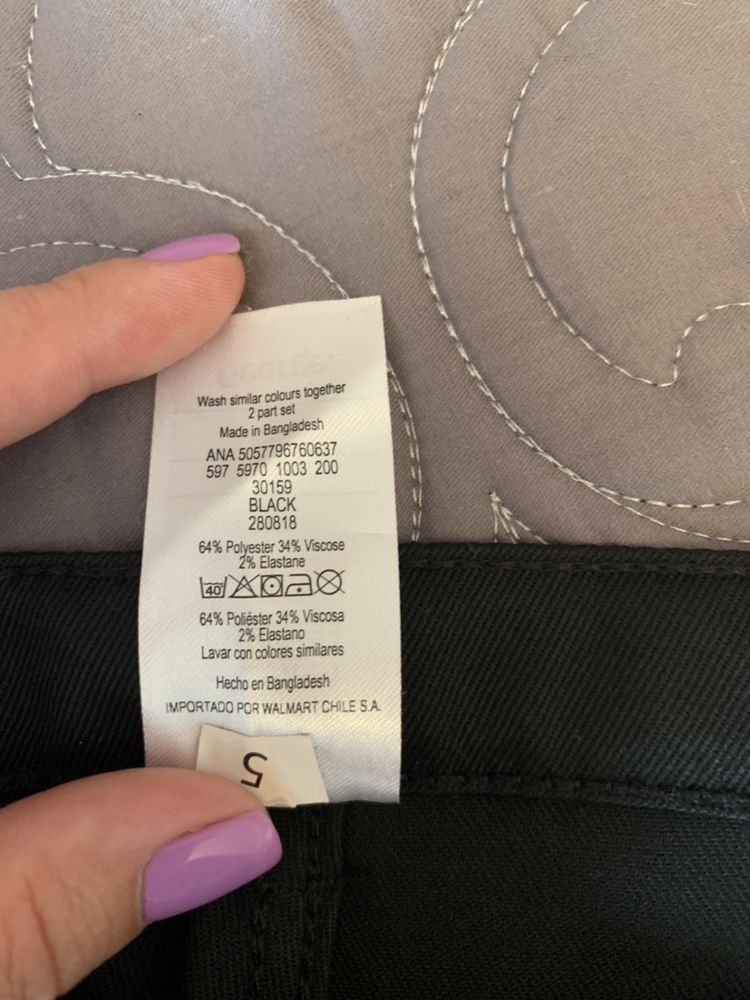 Wash similar colours together
2 part set
Made in Bangladesh
ANA 5057796760637
597 5970 1003 200
30159
BLACK
280818
64% Polyester 34% Viscose
2% Elastane
40
64% Poliéster 34% Viscosa
2% Elastano
Lavar con colores similares
Hecho en Bangladesh
IMPORTADO POR WALMART CHILE S.A.
5